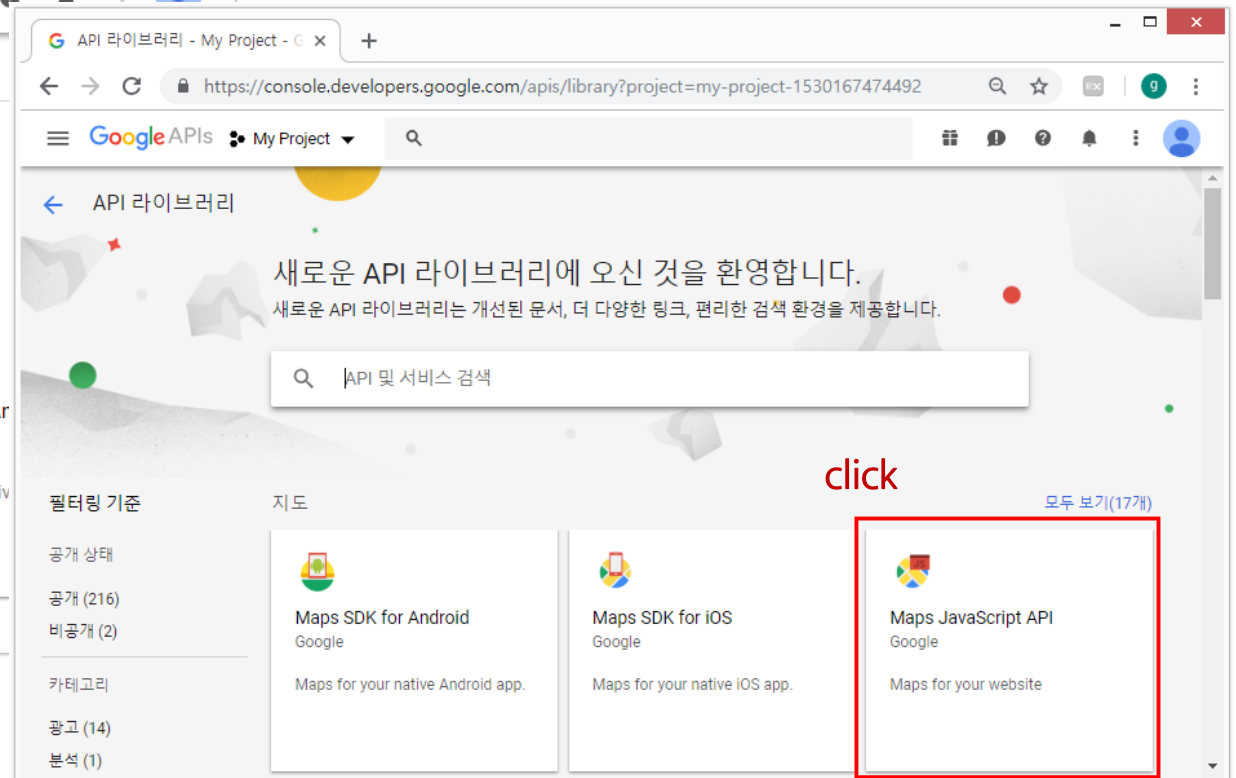 API 라이브러리 - My Project - G
https://console.developers.google.com/apis/library?project=my-project-1530167474492
EX
g
Google APIs
My Project
API 라이브러리
새로운 API 라이브러리에 오신 것을 환영합니다.
새로운 API 라이브러리는 개선된 문서, 더 다양한 링크, 편리한 검색 환경을 제공합니다.
API 및 서비스 검색
click
필터링 기준
지도
모두 보기(17개)
공개 상태
공개 (216)
비공개 (2)
카테고리
광고 (14)
분석 (1)
Maps SDK for Android
Google
Maps for your native Android app.
Maps SDK for iOS
Google
Maps for your native iOS app.
JS
Maps JavaScript API
Google
Maps for your website